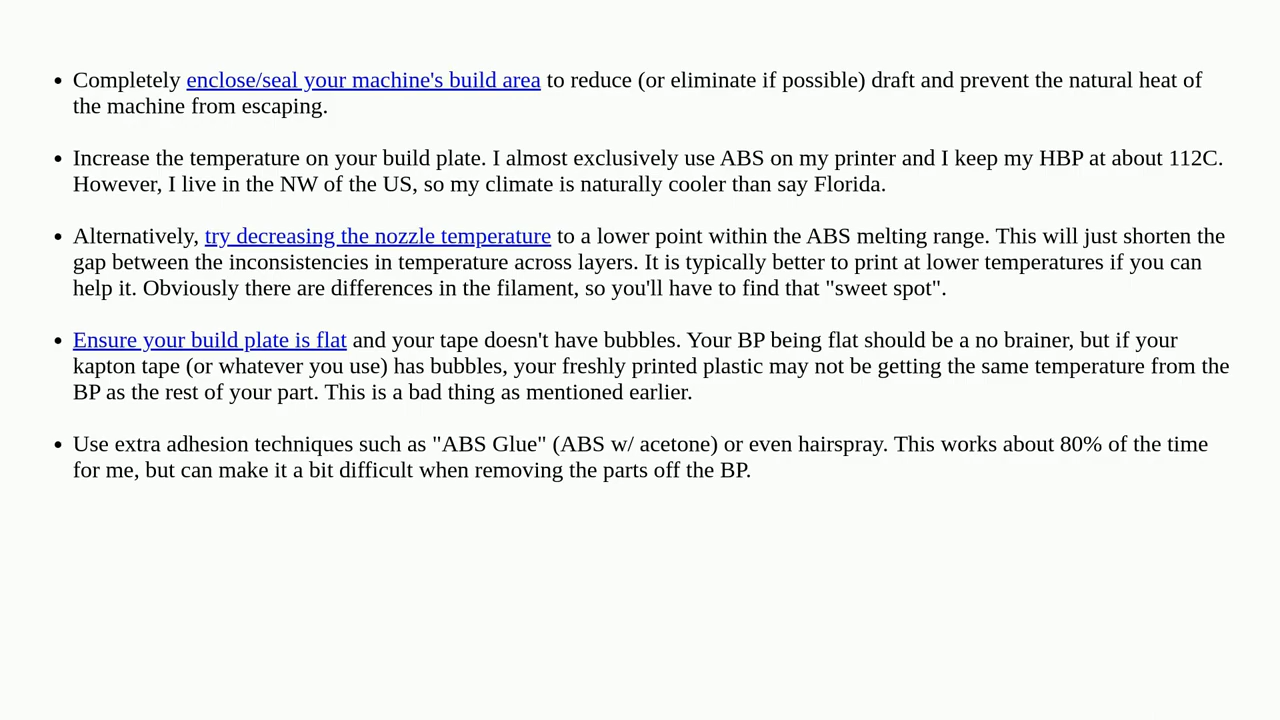 • Completely enclose/seal your machine's build area to reduce (or eliminate if possible) draft and prevent the natural heat of
the machine from escaping.
• Increase the temperature on your build plate. I almost exclusively use ABS on my printer and I keep my HBP at about 112C.
However, I live in the NW of the US, so my climate is naturally cooler than say Florida.
• Alternatively, try decreasing the nozzle temperature to a lower point within the ABS melting range. This will just shorten the
gap between the inconsistencies in temperature across layers. It is typically better to print at lower temperatures if you can
help it. Obviously there are differences in the filament, so you'll have to find that "sweet spot".
• Ensure your build plate is flat and your tape doesn't have bubbles. Your BP being flat should be a no brainer, but if your
kapton tape (or whatever you use) has bubbles, your freshly printed plastic may not be getting the same temperature from the
BP as the rest of your part. This is a bad thing as mentioned earlier.
• Use extra adhesion techniques such as "ABS Glue" (ABS w/ acetone) or even hairspray. This works about 80% of the time
for me, but can make it a bit difficult when removing the parts off the BP.